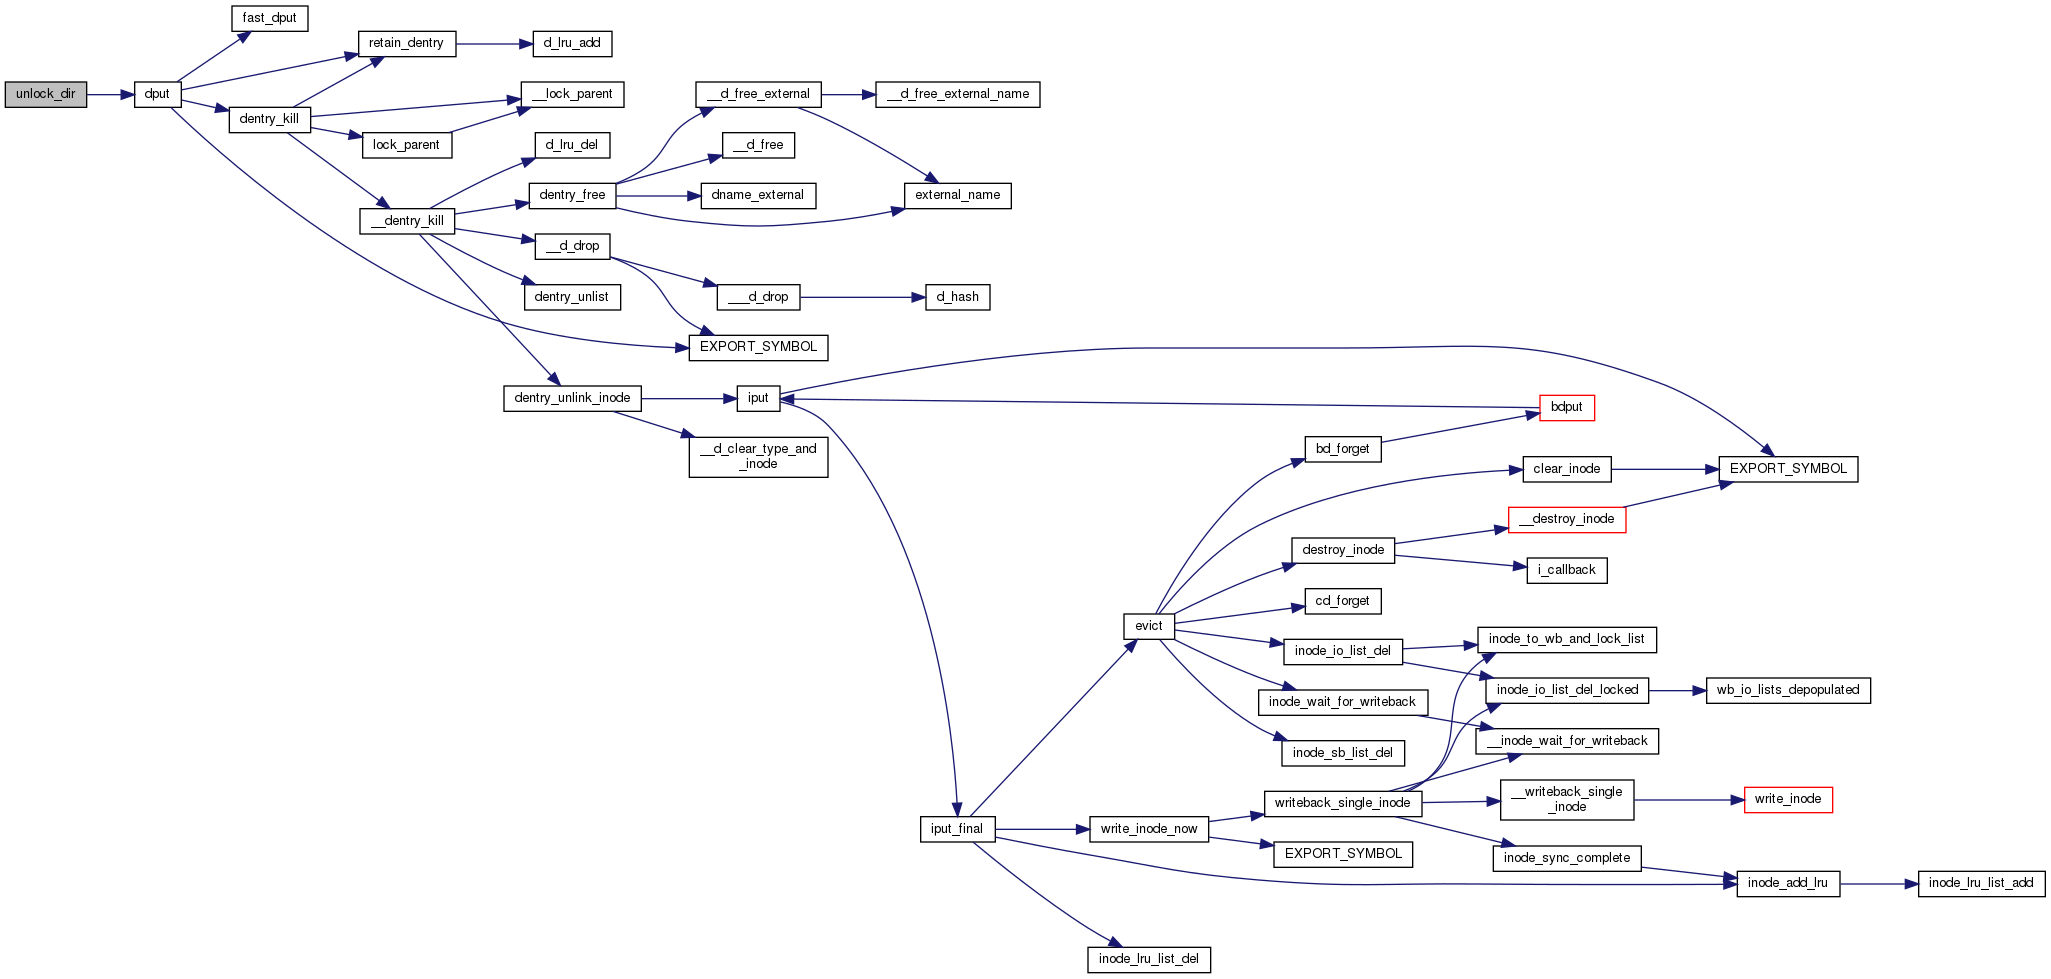 fast_dput
retain_dentry
d_lru_add
unlock_dir
dput
__lock_parent
__d_free_external
__d_free_external_name
dentry_kill
lock_parent
d_lru_del
__d_free
dentry_free
dname_external
external_name
__dentry_kill
__d_drop
dentry_unlist
___d_drop
d_hash
EXPORT_SYMBOL
dentry_unlink_inode
iput
bdput
__d_clear_type_and
_inode
bd_forget
clear_inode
EXPORT_SYMBOL
__destroy_inode
destroy_inode
i_callback
cd_forget
evict
inode_to_wb_and_lock_list
inode_io_list_del
inode_io_list_del_locked
wb_io_lists_depopulated
inode_wait_for_writeback
__inode_wait_for_writeback
inode_sb_list_del
writeback_single_inode
__writeback_single
_inode
write_inode
iput_final
write_inode_now
EXPORT_SYMBOL
inode_sync_complete
inode_add_lru
inode_lru_list_add
inode_lru_list_del